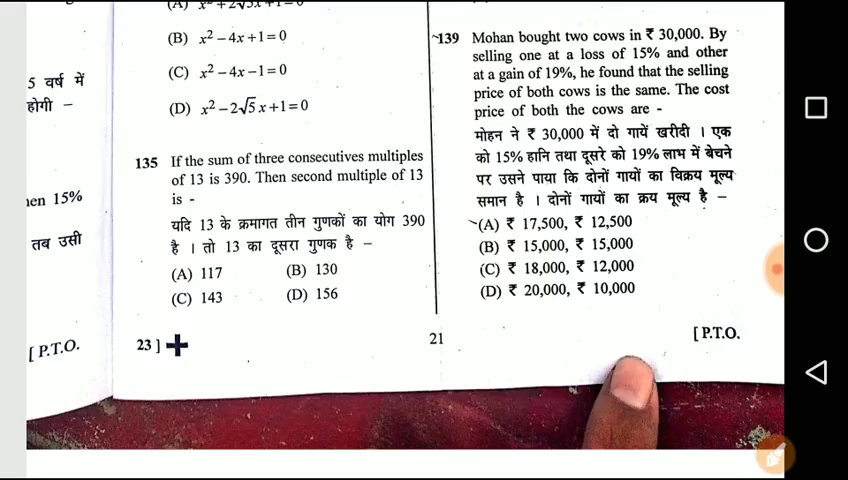 5 वर्ष में
होगी –
15%
तब उसी
[ P.T.O.
(B) x² – 4x + 1 = 0
(C) x² – 4x – 1 = 0
(D) x² – 2√5 x + 1 = 0
135 If the sum of three consecutives multiples
of 13 is 390. Then second multiple of 13
is -
यदि 13 के क्रमागत तीन गुणकों का योग 390
है । तो 13 का दूसरा गुणक है –
(A) 117 (B) 130
(C) 143 (D) 156
23 ] +
21
139 Mohan bought two cows in ₹ 30,000. By
selling one at a loss of 15% and other
at a gain of 19%, he found that the selling
price of both cows is the same. The cost
price of both the cows are -
मोहन ने ₹ 30,000 में दो गायें खरीदी । एक
को 15% हानि तथा दूसरे को 19% लाभ में बेचने
पर उसने पाया कि दोनों गायों का विक्रय मूल्य
समान है । दोनों गायों का क्रय मूल्य है –
(A) ₹ 17,500, ₹ 12,500
(B) ₹ 15,000, ₹ 15,000
(C) ₹ 18,000, ₹ 12,000
(D) ₹ 20,000, ₹ 10,000
[ P.T.O.